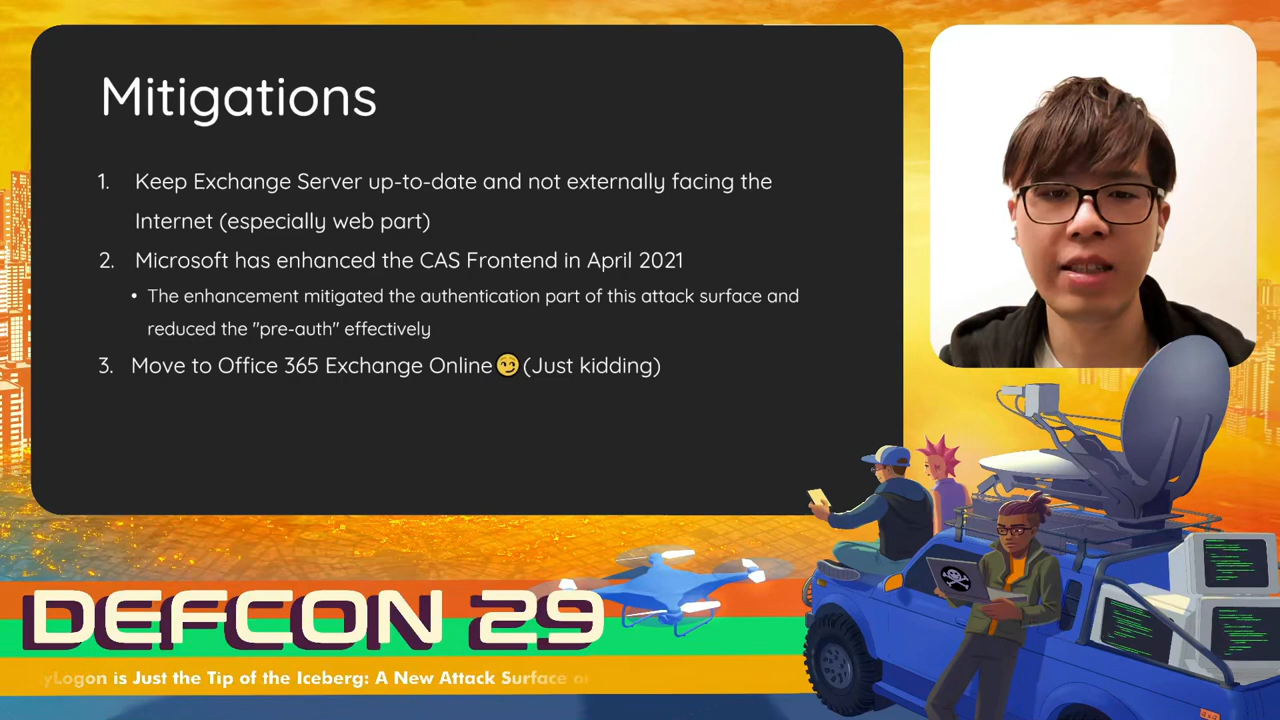 Mitigations
1. Keep Exchange Server up-to-date and not externally facing the
Internet (especially web part)
2. Microsoft has enhanced the CAS Frontend in April 2021
• The enhancement mitigated the authentication part of this attack surface and
reduced the "pre-auth" effectively
3. Move to Office 365 Exchange Online😏(Just kidding)
DEFCON 29
yLogon is Just the Tip of the Iceberg: A New Attack Surface